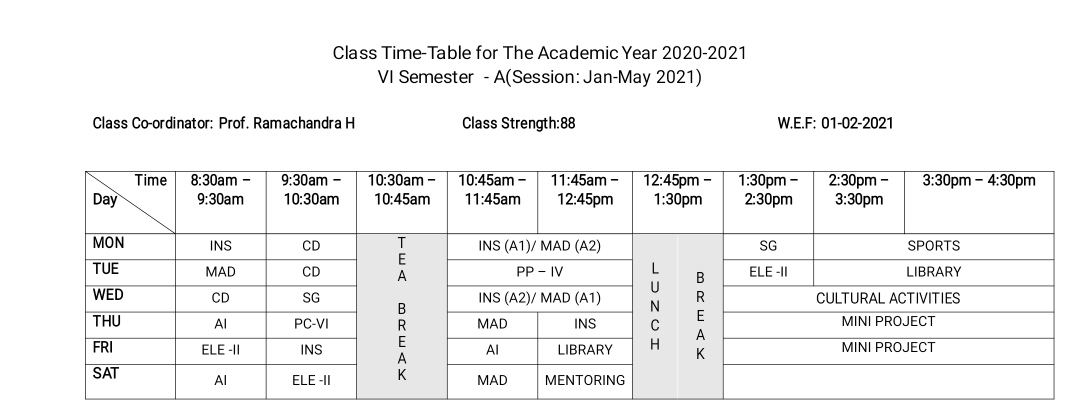 Class Time-Table for The Academic Year 2020-2021
VI Semester - A(Session: Jan-May 2021)
Class Co-ordinator: Prof. Ramachandra H Class Strength:88 W.E.F: 01-02-2021
Time Day 8:30am – 9:30am 9:30am – 10:30am 10:30am – 10:45am 10:45am – 11:45am 11:45am – 12:45pm 12:45pm – 1:30pm 1:30pm – 2:30pm 2:30pm – 3:30pm 3:30pm – 4:30pm
MON INS CD TEA BREAK INS (A1)/ MAD (A2) LUNCH BREAK SG SPORTS
TUE MAD CD PP – IV ELE -II LIBRARY
WED CD SG INS (A2)/ MAD (A1) CULTURAL ACTIVITIES
THU AI PC-VI MAD INS MINI PROJECT
FRI ELE -II INS AI LIBRARY MINI PROJECT
SAT AI ELE -II MAD MENTORING